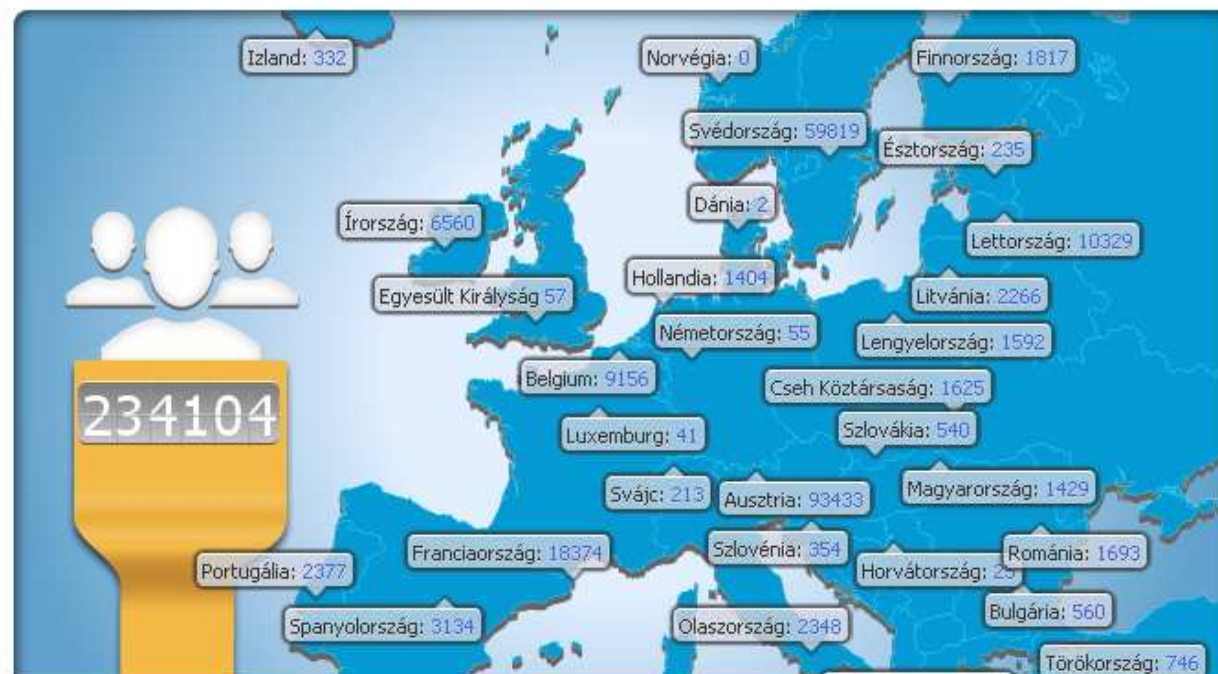 Izland: 332
Norvégia: 0
Finnország: 1817
Svédország: 59819
Észtország: 235
Dánia: 2
Írország: 6560
Lettország: 10329
Hollandia: 1404
Egyesült Királyság 57
Litvánia: 2266
Németország: 55
Lengyelország: 1592
Belgium: 9156
Cseh Köztársaság: 1625
234104
Luxemburg: 41
Szlovákia: 540
Svájc: 213
Ausztria: 93433
Magyarország: 1429
Franciaország: 18374
Szlovénia: 354
Románia: 1693
Portugália: 2377
Horvátország:
Bulgária: 560
Spanyolország: 3134
Olaszország: 2348
Törökország: 746